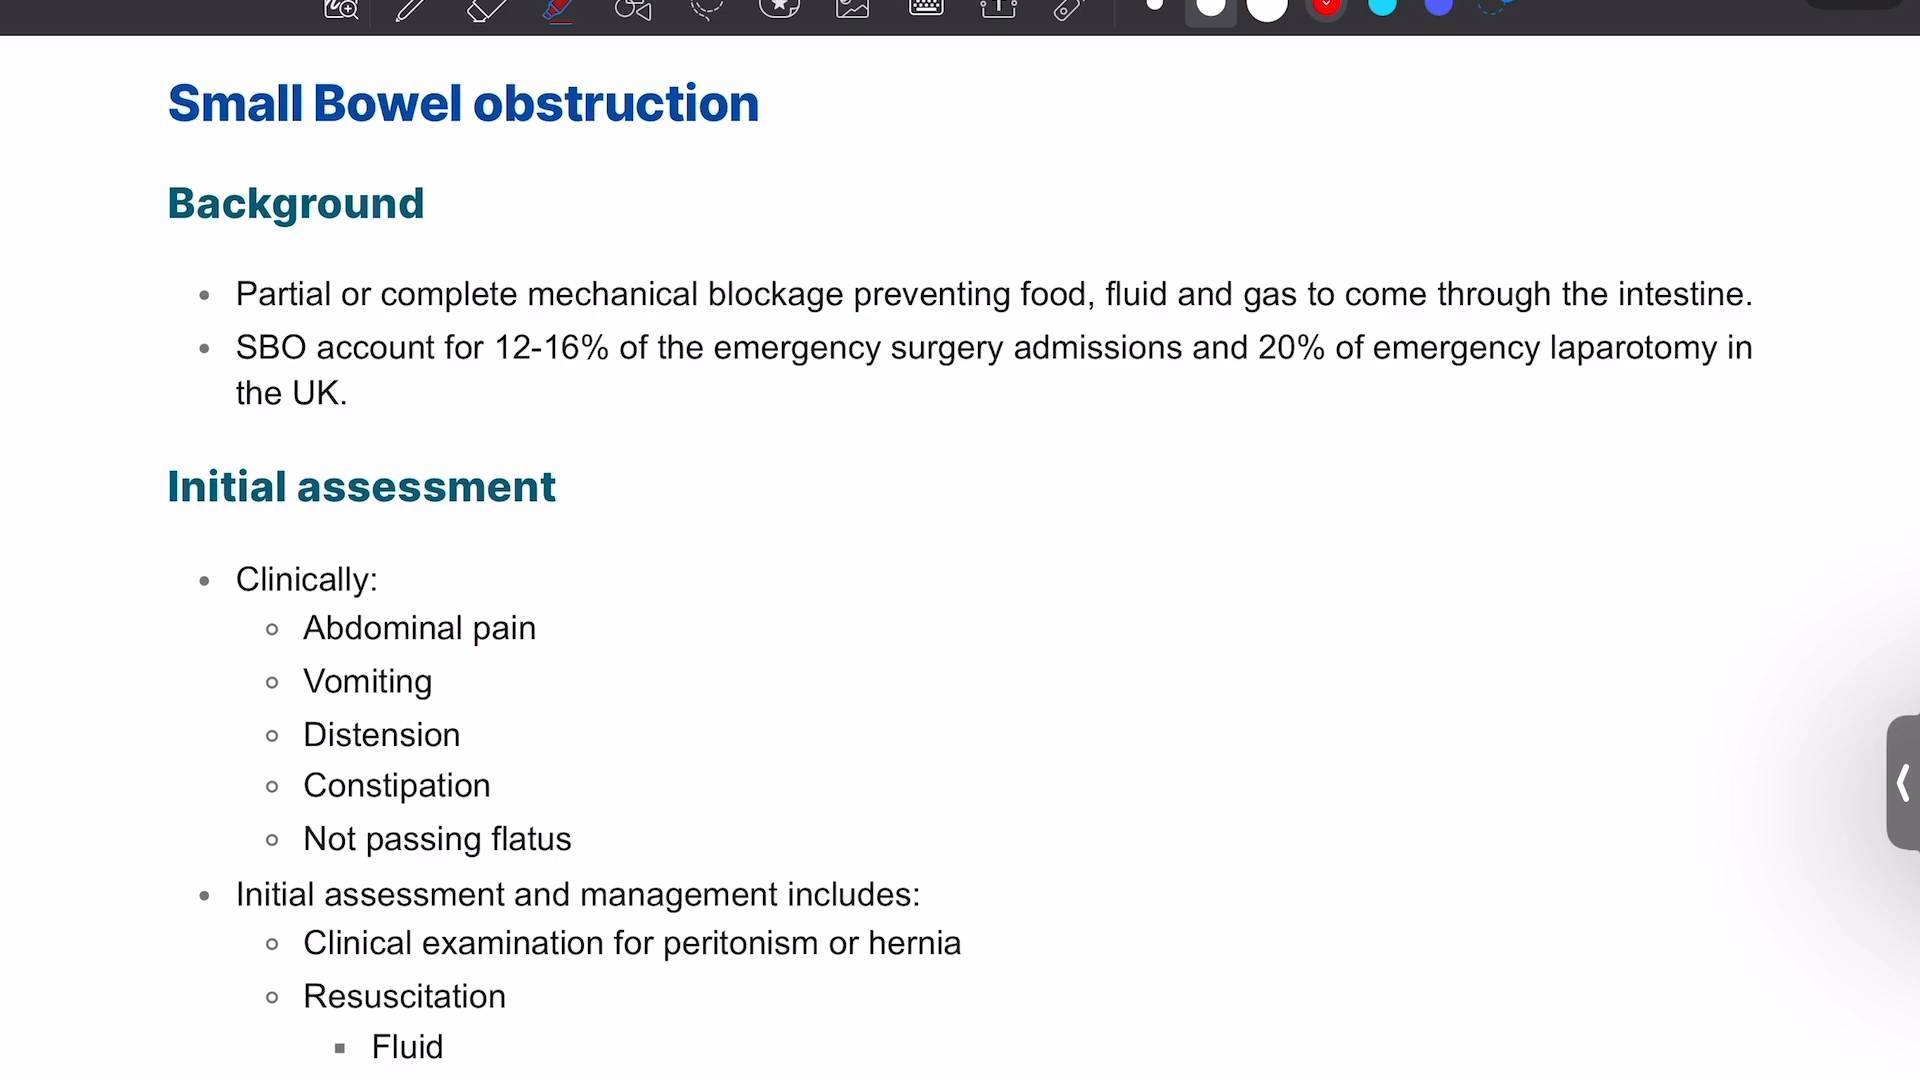 Small Bowel obstruction
Background
• Partial or complete mechanical blockage preventing food, fluid and gas to come through the intestine.
• SBO account for 12-16% of the emergency surgery admissions and 20% of emergency laparotomy in
the UK.
Initial assessment
• Clinically:
◦ Abdominal pain
◦ Vomiting
◦ Distension
◦ Constipation
◦ Not passing flatus
• Initial assessment and management includes:
◦ Clinical examination for peritonism or hernia
◦ Resuscitation
▪ Fluid